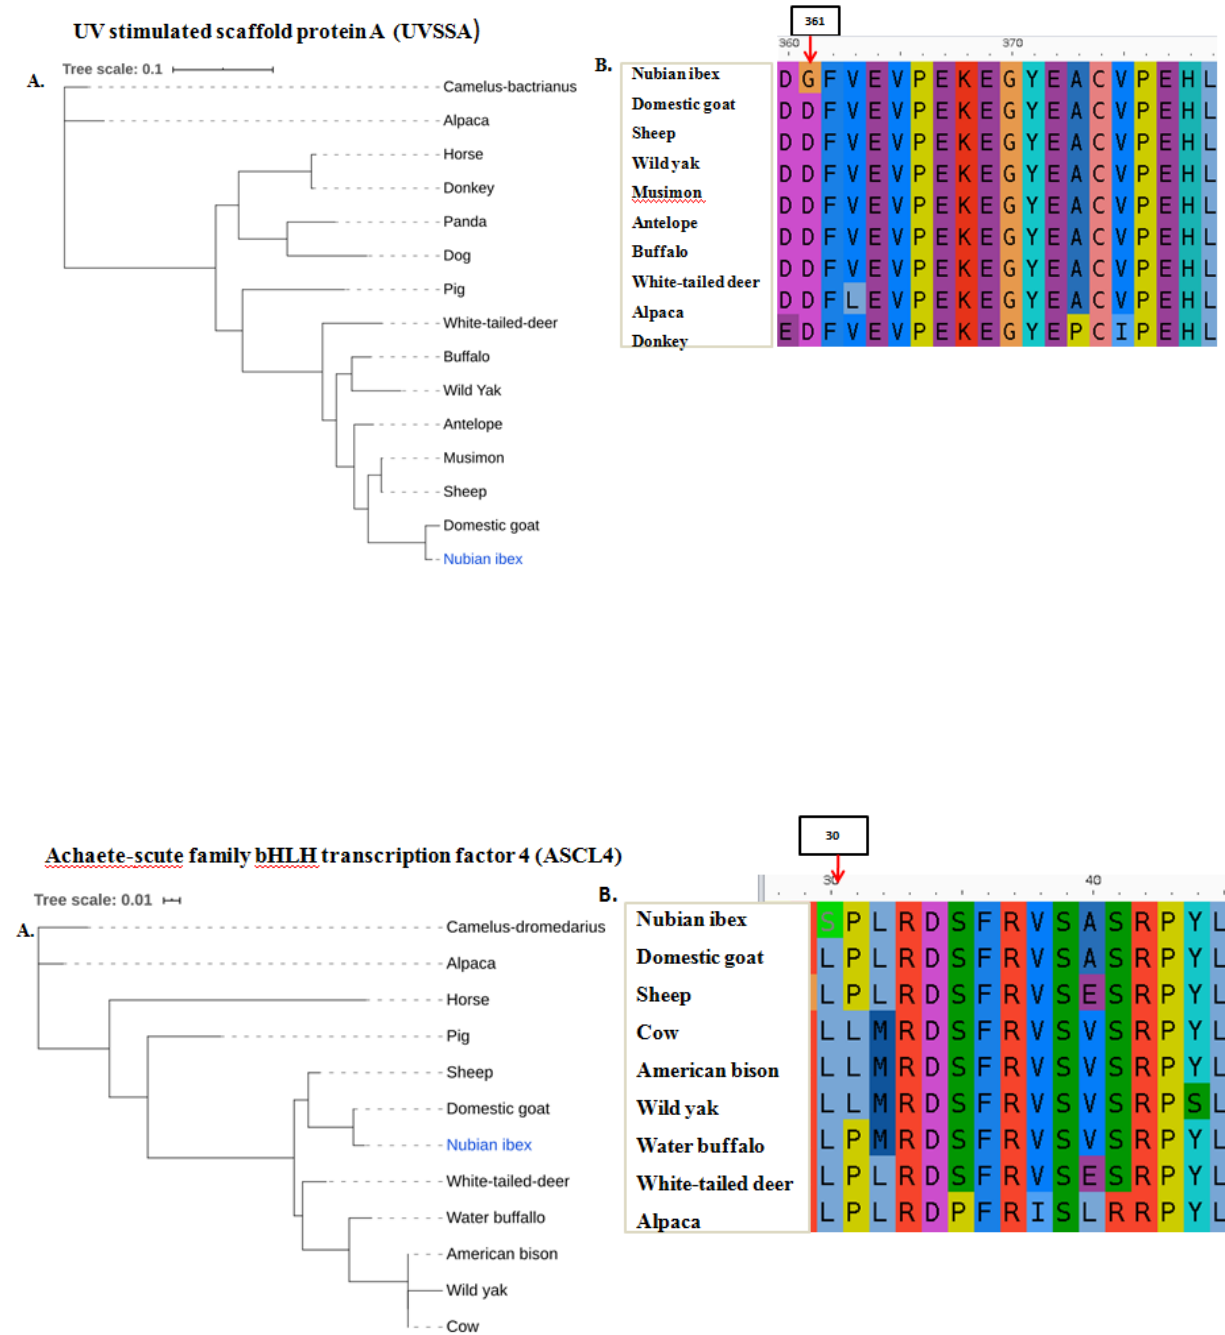 UV stimulated scaffold protein A (UVSSA)
A.
Tree scale: 0.1
Camelus-bactrianus
Alpaca
Horse
Donkey
Panda
Dog
Pig
White-tailed-deer
Buffalo
Wild Yak
Antelope
Musimon
Sheep
Domestic goat
Nubian ibex
B.
361
360 370
Nubian ibex
Domestic goat
Sheep
Wild yak
Musimon
Antelope
Buffalo
White-tailed deer
Alpaca
Donkey
D G F V E V P E K E G Y E A C V P E H L
D D F V E V P E K E G Y E A C V P E H L
D D F V E V P E K E G Y E A C V P E H L
D D F V E V P E K E G Y E A C V P E H L
D D F V E V P E K E G Y E A C V P E H L
D D F V E V P E K E G Y E A C V P E H L
D D F V E V P E K E G Y E A C V P E H L
D D F L E V P E K E G Y E A C V P E H L
E D F V E V P E K E G Y E P C I P E H L
Achaete-scute family bHLH transcription factor 4 (ASCL4)
Tree scale: 0.01
A.
Camelus-dromedarius
Alpaca
Horse
Pig
Sheep
Domestic goat
Nubian ibex
White-tailed-deer
Water buffallo
American bison
Wild yak
Cow
B.
30
30 40
Nubian ibex
Domestic goat
Sheep
Cow
American bison
Wild yak
Water buffalo
White-tailed deer
Alpaca
S P L R D S F R V S A S R P Y L
L P L R D S F R V S A S R P Y L
L P L R D S F R V S E S R P Y L
L L M R D S F R V S V S R P Y L
L L M R D S F R V S V S R P Y L
L L M R D S F R V S V S R P S L
L P M R D S F R V S V S R P Y L
L P L R D S F R V S E S R P Y L
L P L R D P F R I S L R R P Y L